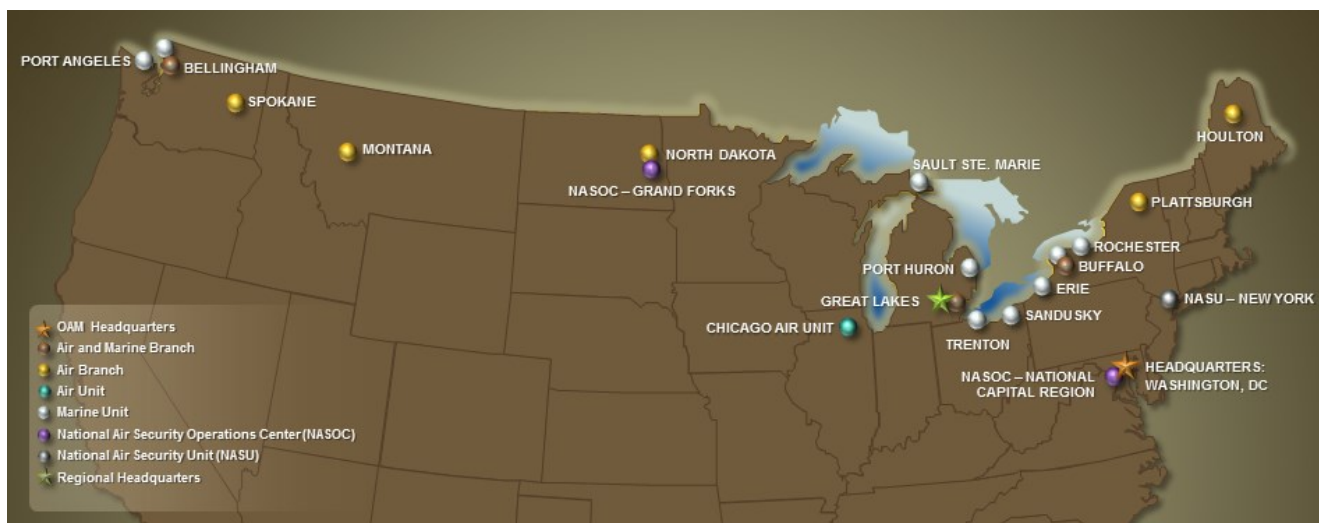 PORT ANGELES
BELLINGHAM
SPOKANE
MONTANA
NORTH DAKOTA
NASOC – GRAND FORKS
SAULT STE. MARIE
HOULTON
PLATTSBURGH
ROCHESTER
BUFFALO
PORT HURON
ERIE
GREAT LAKES
NASU – NEW YORK
SANDUSKY
CHICAGO AIR UNIT
TRENTON
HEADQUARTERS:
WASHINGTON, DC
NASOC – NATIONAL
CAPITAL REGION
OAM Headquarters
Air and Marine Branch
Air Branch
Air Unit
Marine Unit
National Air Security Operations Center (NASOC)
National Air Security Unit (NASU)
Regional Headquarters